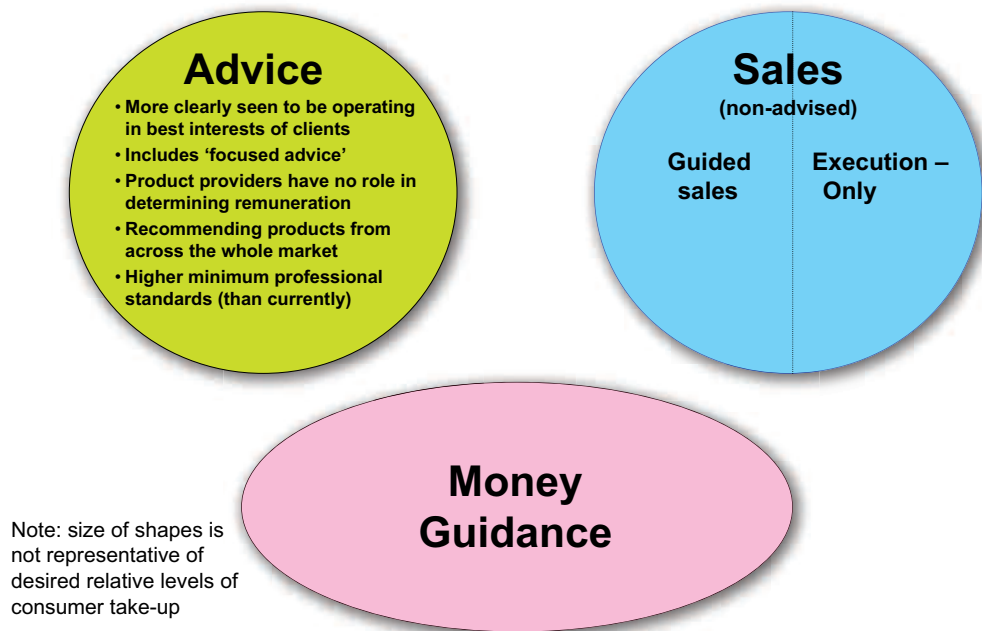 Advice
• More clearly seen to be operating
in best interests of clients
• Includes ‘focused advice’
• Product providers have no role in
determining remuneration
• Recommending products from
across the whole market
• Higher minimum professional
standards (than currently)
Sales
(non-advised)
Guided
sales
Execution –
Only
Money
Guidance
Note: size of shapes is
not representative of
desired relative levels of
consumer take-up